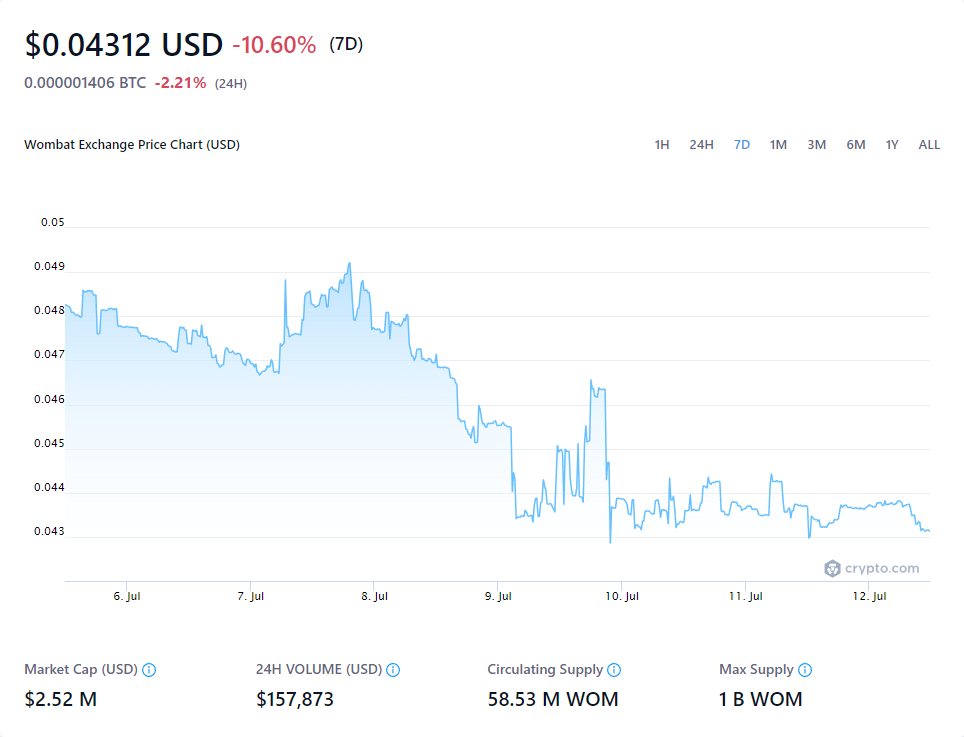 $0.04312 USD -10.60% (7D)
0.000001406 BTC -2.21% (24H)
Wombat Exchange Price Chart (USD)
1H 24H 7D 1M 3M 6M 1Y ALL
0.05
0.049
0.048
0.047
0.046
0.045
0.044
0.043
crypto.com
6. Jul 7. Jul 8. Jul 9. Jul 10. Jul 11. Jul 12. Jul
Market Cap (USD) 24H VOLUME (USD) Circulating Supply Max Supply
$2.52 M $157,873 58.53 M WOM 1 B WOM